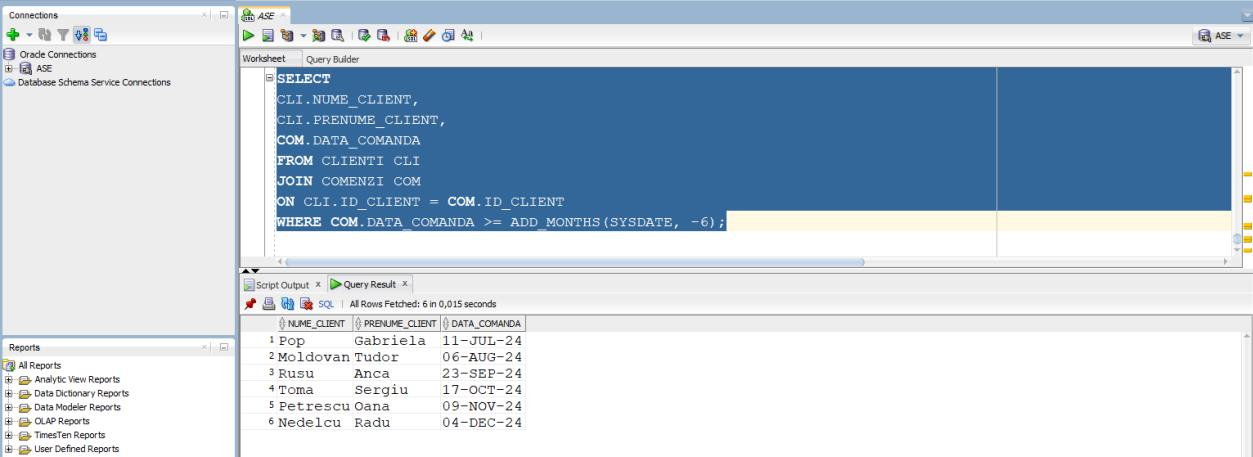 Connections
Oracle Connections
ASE
Database Schema Service Connections
Reports
All Reports
Analytic View Reports
Data Dictionary Reports
Data Modeler Reports
OLAP Reports
TimesTen Reports
User Defined Reports
ASE
ASE
Worksheet Query Builder
SELECT
CLI.NUME_CLIENT,
CLI.PRENUME_CLIENT,
COM.DATA_COMANDA
FROM CLIENTI CLI
JOIN COMENZI COM
ON CLI.ID_CLIENT = COM.ID_CLIENT
WHERE COM.DATA_COMANDA >= ADD_MONTHS(SYSDATE, -6);
Script Output x Query Result x
SQL | All Rows Fetched: 6 in 0,015 seconds
NUME_CLIENT PRENUME_CLIENT DATA_COMANDA
1 Pop Gabriela 11-JUL-24
2 Moldovan Tudor 06-AUG-24
3 Rusu Anca 23-SEP-24
4 Toma Sergiu 17-OCT-24
5 Petrescu Oana 09-NOV-24
6 Nedelcu Radu 04-DEC-24